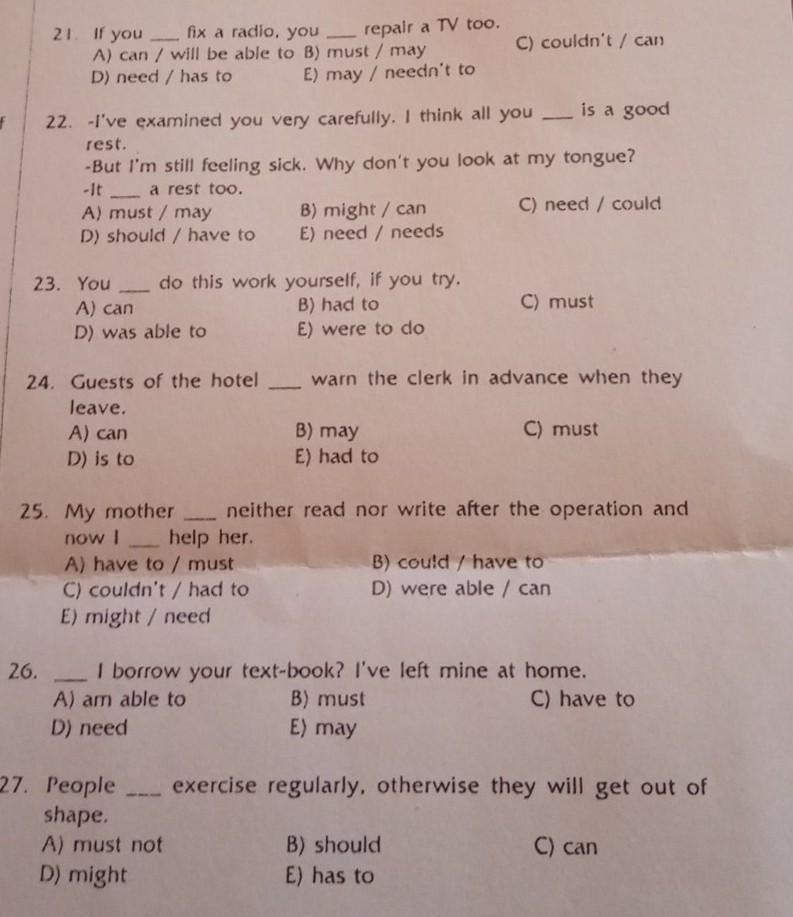 21. If you ___ fix a radio, you ___ repair a TV too.
A) can / will be able to B) must / may C) couldn't / can
D) need / has to E) may / needn't to
22. -I've examined you very carefully. I think all you ___ is a good
rest.
-But I'm still feeling sick. Why don't you look at my tongue?
-It ___ a rest too.
A) must / may B) might / can C) need / could
D) should / have to E) need / needs
23. You ___ do this work yourself, if you try.
A) can B) had to C) must
D) was able to E) were to do
24. Guests of the hotel ___ warn the clerk in advance when they
leave.
A) can B) may C) must
D) is to E) had to
25. My mother ___ neither read nor write after the operation and
now I ___ help her.
A) have to / must B) could / have to
C) couldn't / had to D) were able / can
E) might / need
26. ___ I borrow your text-book? I've left mine at home.
A) am able to B) must C) have to
D) need E) may
27. People ___ exercise regularly, otherwise they will get out of
shape.
A) must not B) should C) can
D) might E) has to